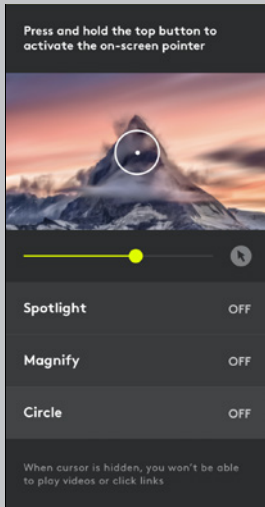 Press and hold the top button to
activate the on-screen pointer
Spotlight OFF
Magnify OFF
Circle OFF
When cursor is hidden, you won't be able
to play videos or click links